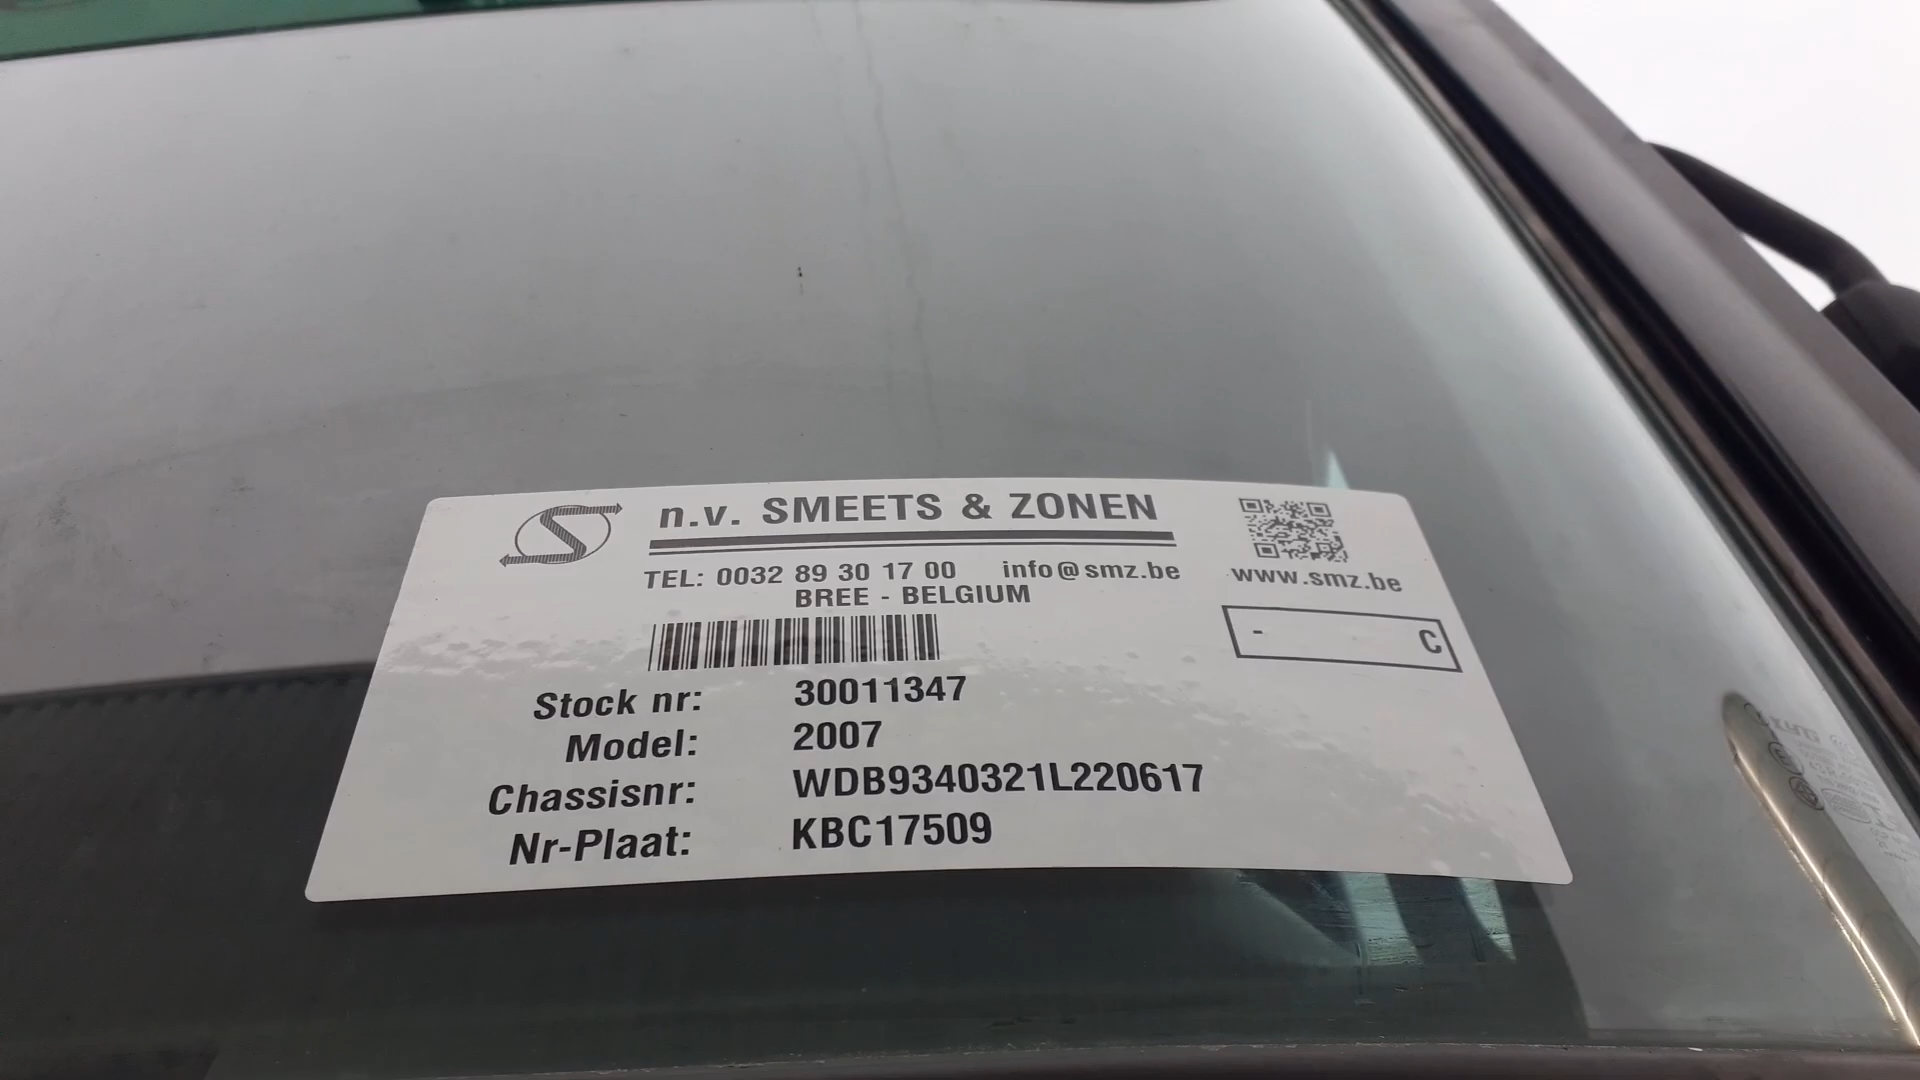 n.v. SMEETS & ZONEN
TEL: 0032 89 30 17 00 info@smz.be
BREE - BELGIUM
www.smz.be
- C
Stock nr: 30011347
Model: 2007
Chassisnr: WDB9340321L220617
Nr-Plaat: KBC17509